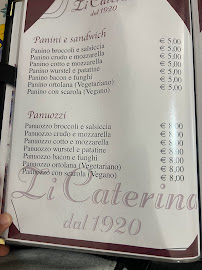 Zi Caterina
dal 1920
Panini e sandwich
Panino broccoli e salsiccia € 5,00
Panino crudo e mozzarella € 5,00
Panino cotto e mozzarella € 5,00
Panino wurstel e patatine € 5,00
Panino bacon e funghi € 5,00
Panino ortolana (Vegetariano) € 5,00
Panino con scarola (Vegano) € 5,00
Panuozzi
Panuozzo broccoli e salsiccia € 8,00
Panuozzo crudo e mozzarella € 8,00
Panuozzo cotto e mozzarella € 8,00
Panuozzo wurstel e patatine € 8,00
Panuozzo bacon e funghi € 8,00
Panuozzo ortolana (Vegetariano) € 8,00
Panuozzo con scarola (Vegano) € 8,00
Zi Caterina
dal 1920